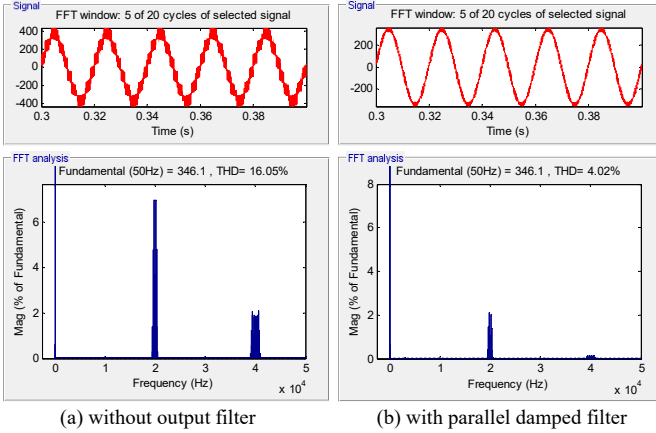 Signal
FFT window: 5 of 20 cycles of selected signal
400
200
0
-200
-400
0.3 0.32 0.34 0.36 0.38
Time (s)
FFT analysis
Fundamental (50Hz) = 346.1 , THD= 16.05%
6
4
2
0
Mag (% of Fundamental)
0 1 2 3 4 5
Frequency (Hz)
x 10^4
(a) without output filter
Signal
FFT window: 5 of 20 cycles of selected signal
200
0
-200
0.3 0.32 0.34 0.36 0.38
Time (s)
FFT analysis
Fundamental (50Hz) = 346.1 , THD= 4.02%
8
6
4
2
0
Mag (% of Fundamental)
0 1 2 3 4 5
Frequency (Hz)
x 10^4
(b) with parallel damped filter